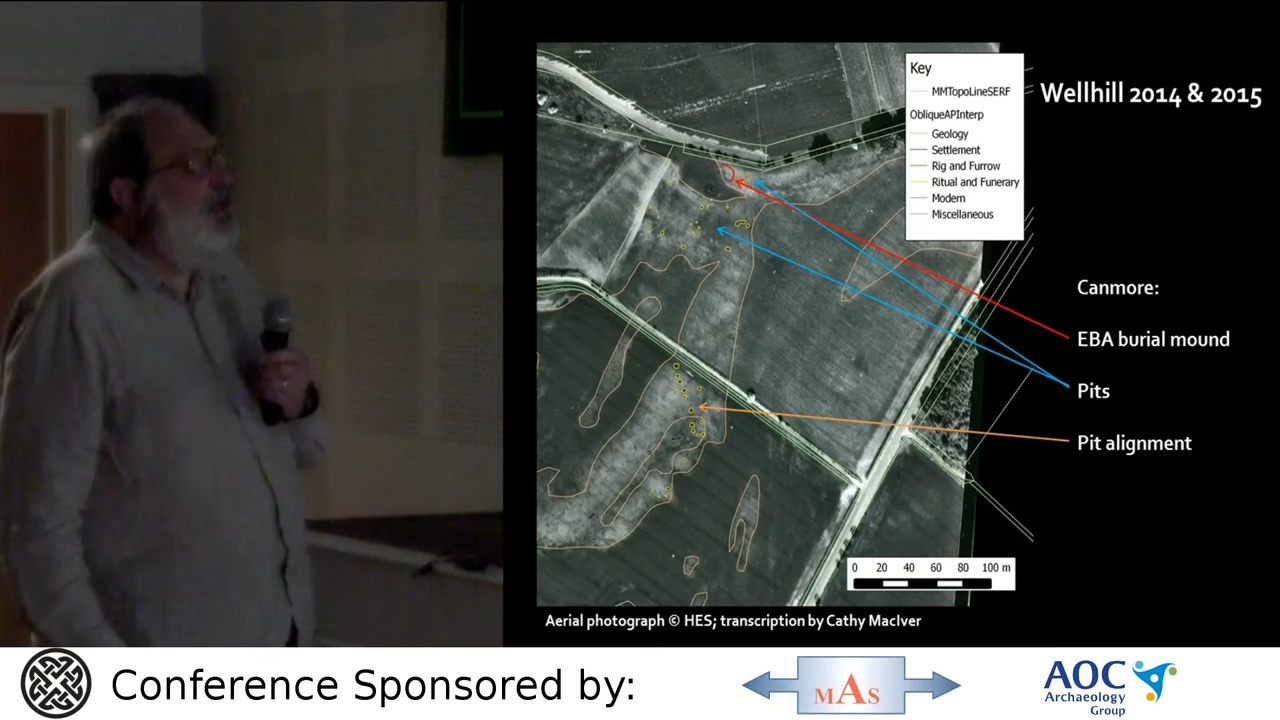 Wellhill 2014 & 2015
Key
MMTopoLineSERF
ObliqueAPInterp
Geology
Settlement
Rig and Furrow
Ritual and Funerary
Modern
Miscellaneous
Canmore:
EBA burial mound
Pits
Pit alignment
0 20 40 60 80 100 m
Aerial photograph © HES; transcription by Cathy MacIver
Conference Sponsored by:
MAS
AOC
Archaeology
Group